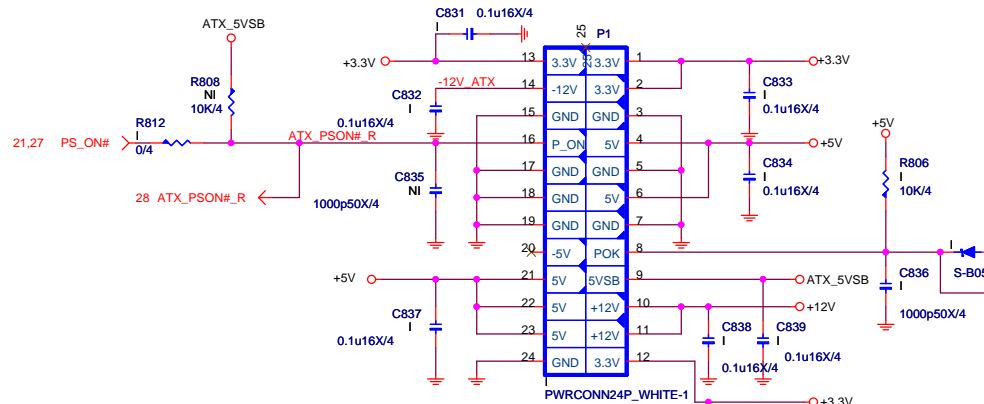 C831
0.1u16X/4
I
25
25
P1
ATX_5VSB
+3.3V
13
3.3V
3.3V
1
+3.3V
R808
NI
10K/4
-12V_ATX
14
-12V
3.3V
2
C832
I
0.1u16X/4
C833
I
0.1u16X/4
15
GND
GND
3
+5V
R812
I
0/4
21,27
PS_ON#
ATX_PSON#_R
16
P_ON
5V
4
+5V
17
GND
GND
5
C834
I
0.1u16X/4
R806
I
10K/4
28 ATX_PSON#_R
C835
NI
1000p50X/4
18
GND
5V
6
19
GND
GND
7
20
-5V
POK
8
I
S-B05
+5V
21
5V
5VSB
9
ATX_5VSB
C836
I
1000p50X/4
22
5V
+12V
10
+12V
C837
I
0.1u16X/4
23
5V
+12V
11
C838
I
0.1u16X/4
C839
I
0.1u16X/4
24
GND
3.3V
12
I
PWRCONN24P_WHITE-1
+3.3V